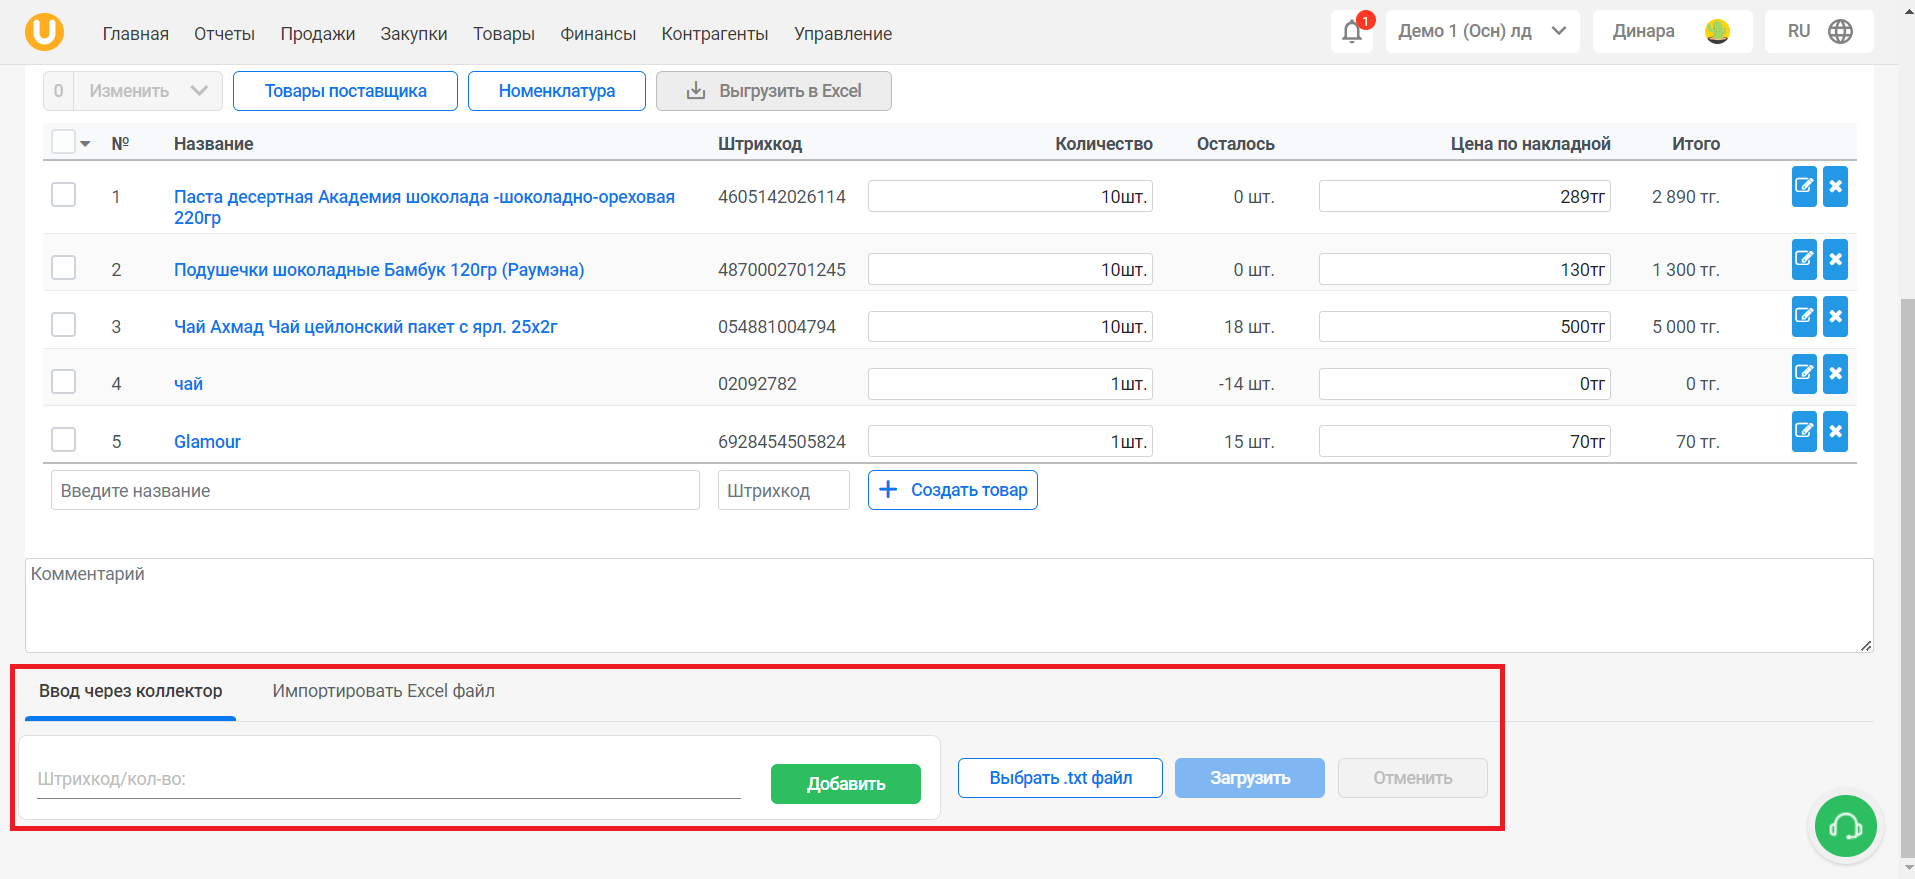 U Главная Отчеты Продажи Закупки Товары Финансы Контрагенты Управление 1 Демо 1 (Осн) лд Динара RU
0 Изменить Товары поставщика Номенклатура Выгрузить в Excel
№ Название Штрихкод Количество Осталось Цена по накладной Итого
1 Паста десертная Академия шоколада -шоколадно-ореховая 4605142026114 10шт. 0 шт. 289тг 2 890 тг.
220гр
2 Подушечки шоколадные Бамбук 120гр (Раумэна) 4870002701245 10шт. 0 шт. 130тг 1 300 тг.
3 Чай Ахмад Чай цейлонский пакет с ярл. 25х2г 054881004794 10шт. 18 шт. 500тг 5 000 тг.
4 чай 02092782 1шт. -14 шт. 0тг 0 тг.
5 Glamour 6928454505824 1шт. 15 шт. 70тг 70 тг.
Введите название Штрихкод + Создать товар
Комментарий
Ввод через коллектор Импортировать Excel файл
Штрихкод/кол-во: Добавить Выбрать .txt файл Загрузить Отменить